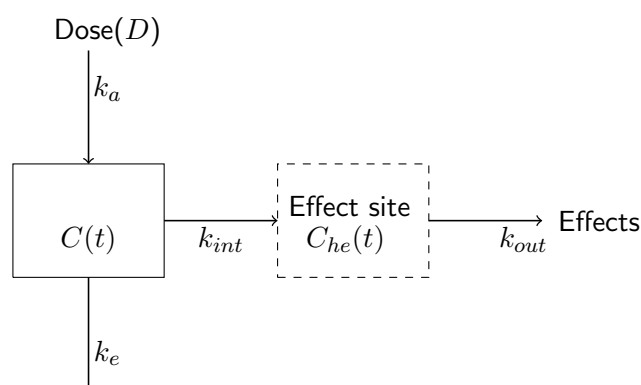 Dose(D)
k_a
Effect site
C(t)
k_int
C_he(t)
k_out
Effects
k_e